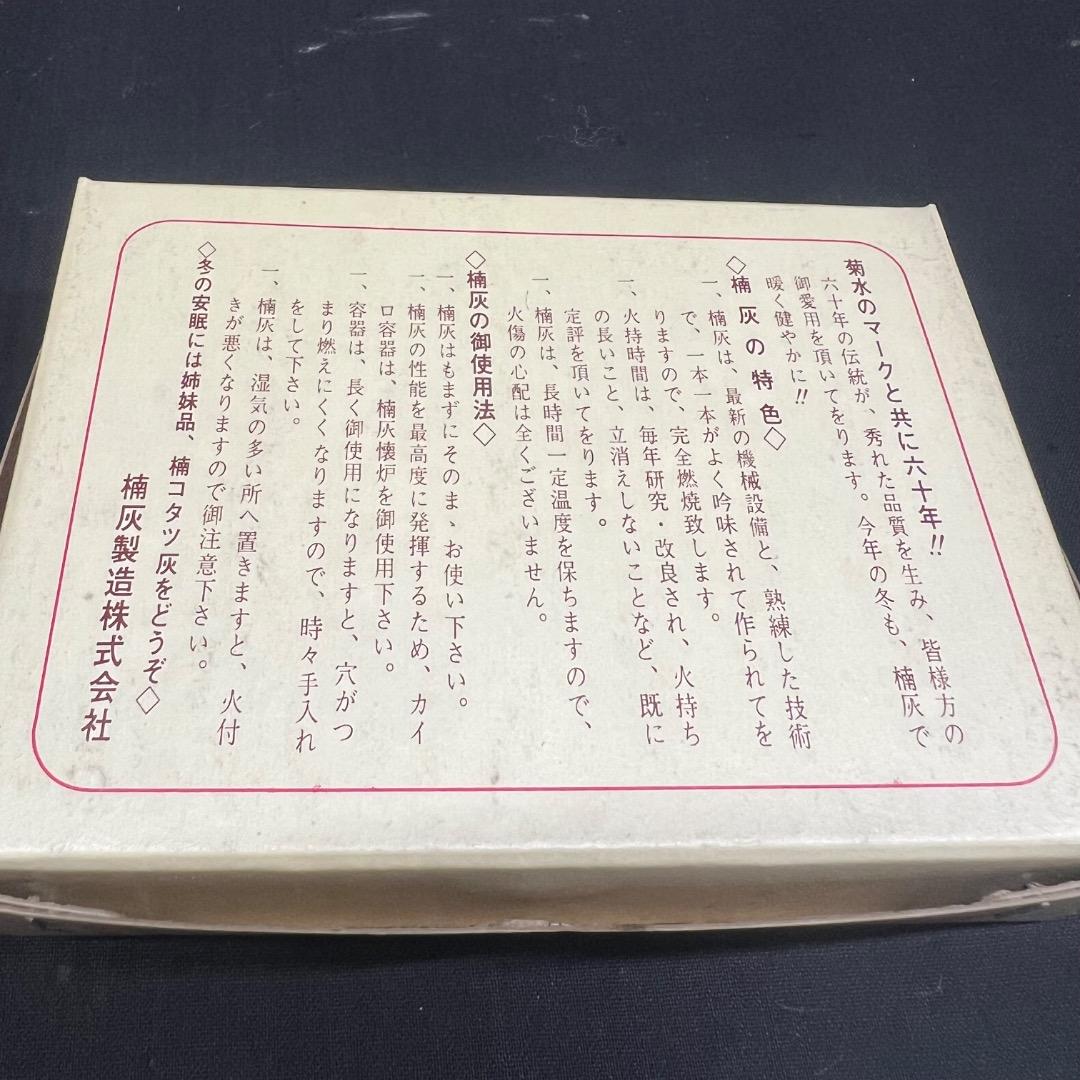 菊水のマークと共に六十年!!
六十年の伝統が、秀れた品質を生み、皆様方の
御愛用を頂いてをります。今年の冬も、楠灰で
暖く健やかに!!
◇楠灰の特色◇
一、楠灰は、最新の機械設備と、熟練した技術
で、一本一本がよく吟味されて作られてを
りますので、完全燃焼致します。
一、火持時間は、毎年研究・改良され、火持ち
の長いこと、立消えしないことなど、既に
定評を頂いてをります。
一、楠灰は、長時間一定温度を保ちますので、
火傷の心配は全くございません。
◇楠灰の御使用法◇
一、楠灰はもまずにそのまゝお使い下さい。
一、楠灰の性能を最高度に発揮するため、カイ
ロ容器は、楠灰懐炉を御使用下さい。
一、容器は、長く御使用になりますと、穴がつ
まり燃えにくくなりますので、時々手入れ
をして下さい。
一、楠灰は、湿気の多い所へ置きますと、火付
きが悪くなりますので御注意下さい。
◇冬の安眠には姉妹品、楠コタツ灰をどうぞ◇
楠灰製造株式会社